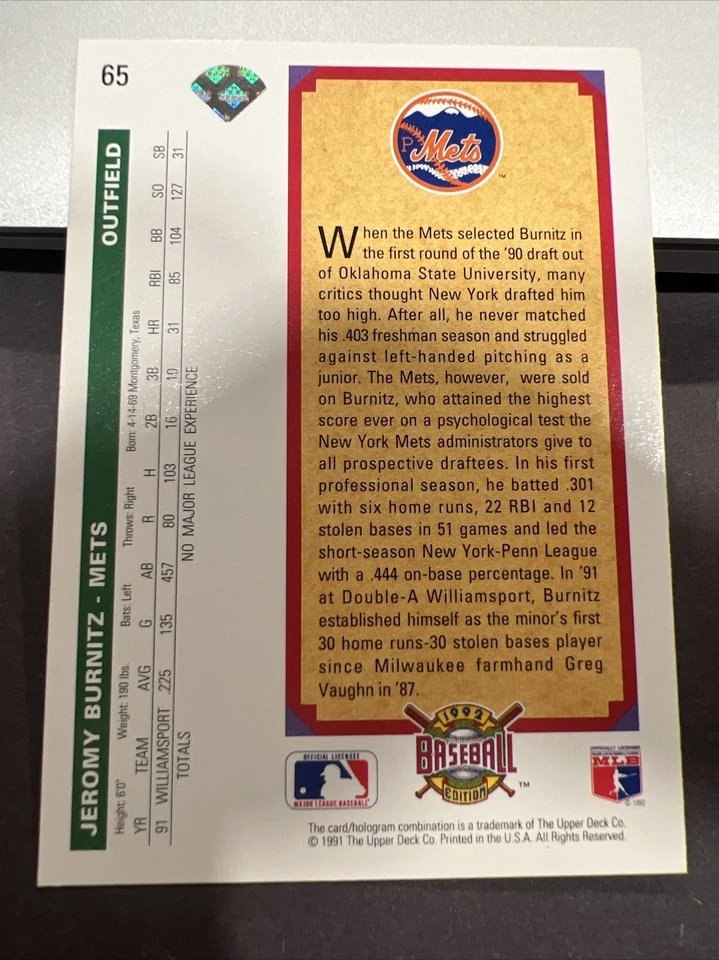 65
JEROMY BURNITZ - METS OUTFIELD
Height: 6'0" Weight: 190 lbs. Bats: Left Throws: Right Born: 4-14-69 Montgomery, Texas
YR TEAM AVG G AB R H 2B 3B HR RBI BB SO SB
91 WILLIAMSPORT .225 135 457 80 103 16 10 31 85 104 127 31
TOTALS NO MAJOR LEAGUE EXPERIENCE
Mets
TM
When the Mets selected Burnitz in
the first round of the '90 draft out
of Oklahoma State University, many
critics thought New York drafted him
too high. After all, he never matched
his .403 freshman season and struggled
against left-handed pitching as a
junior. The Mets, however, were sold
on Burnitz, who attained the highest
score ever on a psychological test the
New York Mets administrators give to
all prospective draftees. In his first
professional season, he batted .301
with six home runs, 22 RBI and 12
stolen bases in 51 games and led the
short-season New York-Penn League
with a .444 on-base percentage. In '91
at Double-A Williamsport, Burnitz
established himself as the minor's first
30 home runs-30 stolen bases player
since Milwaukee farmhand Greg
Vaughn in '87.
OFFICIAL LICENSEE
MAJOR LEAGUE BASEBALL
1992
BASEBALL
EDITION
TM
MLB
© 1992
The card/hologram combination is a trademark of The Upper Deck Co.
© 1991 The Upper Deck Co. Printed in the U.S.A. All Rights Reserved.